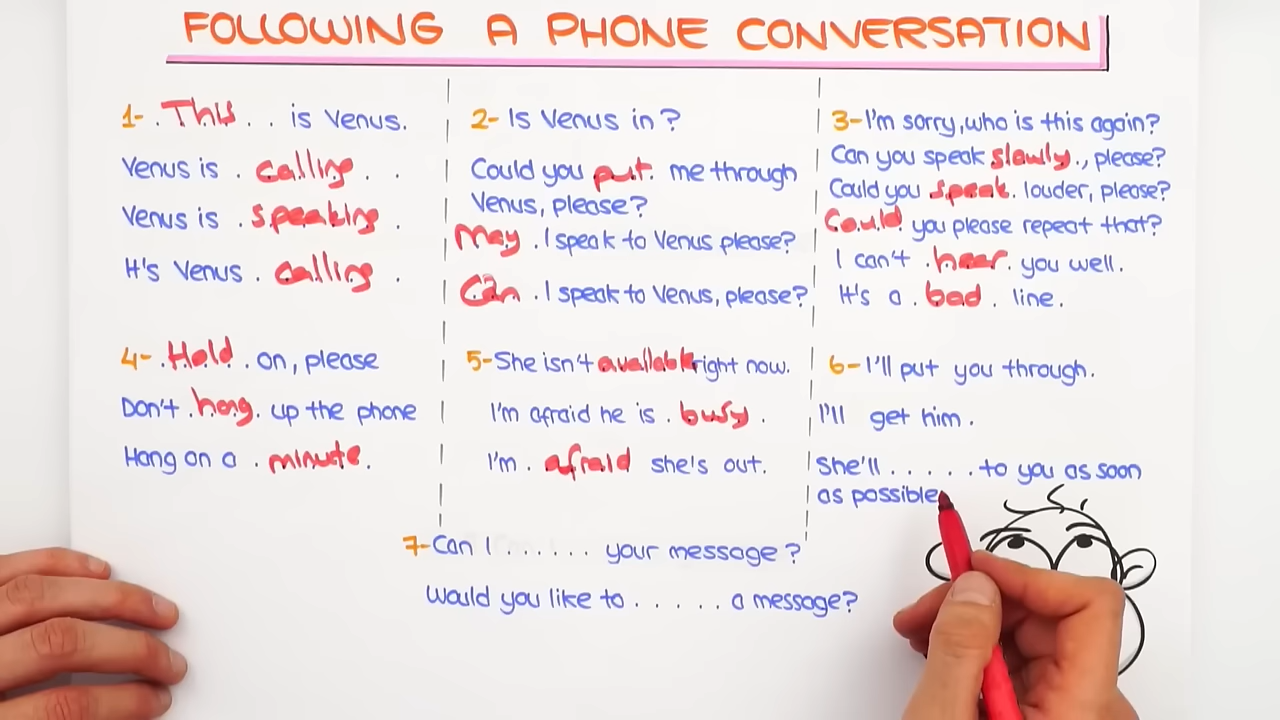 FOLLOWING A PHONE CONVERSATION
1- .This . . is Venus.
Venus is . calling . .
Venus is . speaking .
It's Venus . calling .
2- Is Venus in?
Could you put. me through
Venus, please?
May . I speak to Venus please?
Can . I speak to Venus, please?
3- I'm sorry, who is this again?
Can you speak slowly ., please?
Could you .speak. louder, please?
Could you please repeat that?
I can't .hear. you well.
It's a . bad . line.
4- .Hold . on, please
Don't .hang. up the phone
Hang on a . minute.
5- She isn't available right now.
I'm afraid he is . busy .
I'm . afraid she's out.
6- I'll put you through.
I'll get him.
She'll . . . . . to you as soon
as possible
7- Can I . . . . . . your message?
Would you like to . . . . . a message?